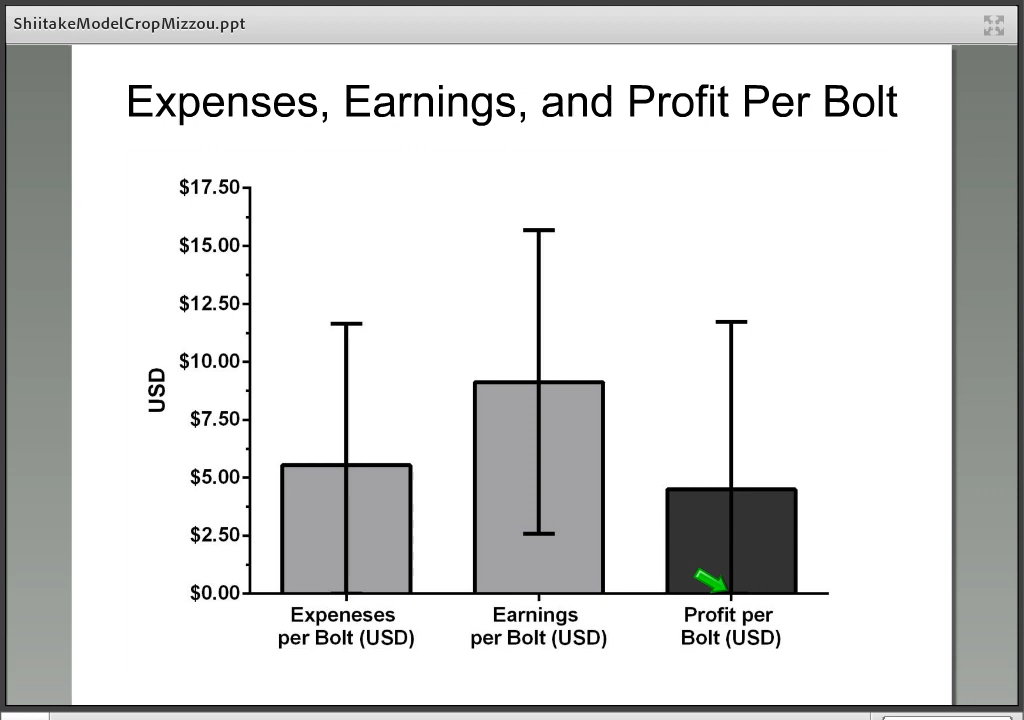 ShiitakeModelCropMizzou.ppt
Expenses, Earnings, and Profit Per Bolt
$17.50
$15.00
$12.50
$10.00
$7.50
$5.00
$2.50
$0.00
USD
Expeneses
per Bolt (USD)
Earnings
per Bolt (USD)
Profit per
Bolt (USD)